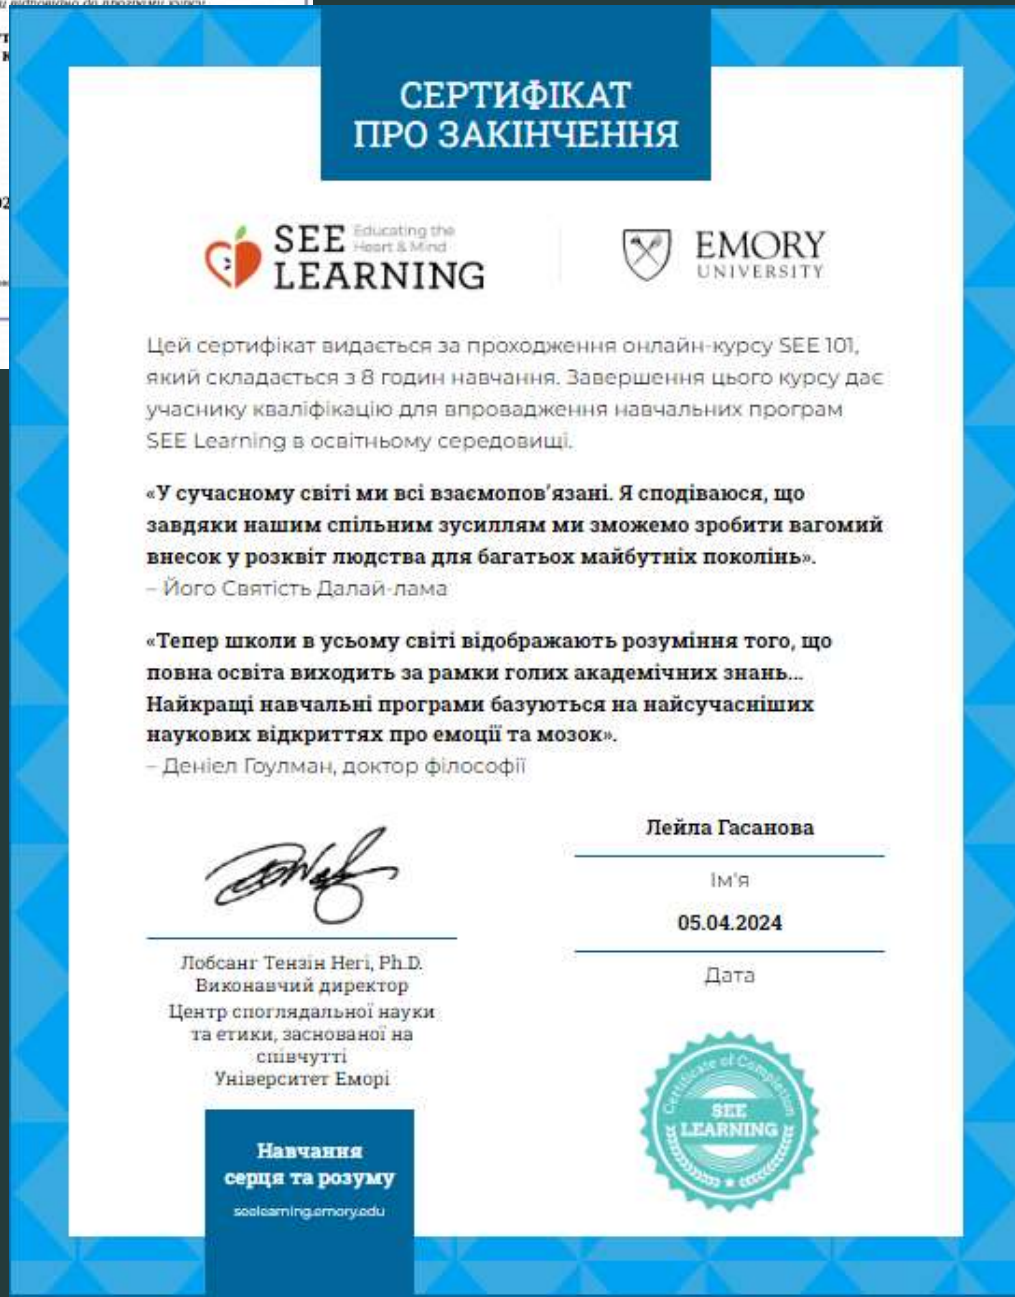 відповідно до програми курсу
СЕРТИФІКАТ
ПРО ЗАКІНЧЕННЯ
SEE Educating the
Heart & Mind
LEARNING
EMORY
UNIVERSITY
Цей сертифікат видається за проходження онлайн-курсу SEE 101,
який складається з 8 годин навчання. Завершення цього курсу дає
учаснику кваліфікацію для впровадження навчальних програм
SEE Learning в освітньому середовищі.
«У сучасному світі ми всі взаємопов’язані. Я сподіваюся, що
завдяки нашим спільним зусиллям ми зможемо зробити вагомий
внесок у розквіт людства для багатьох майбутніх поколінь».
– Його Святість Далай-лама
«Тепер школи в усьому світі відображають розуміння того, що
повна освіта виходить за рамки голих академічних знань...
Найкращі навчальні програми базуються на найсучасніших
наукових відкриттях про емоції та мозок».
– Деніел Гоулман, доктор філософії
Лейла Гасанова
Ім'я
05.04.2024
Дата
Лобсанг Тензін Негі, Ph.D.
Виконавчий директор
Центр споглядальної науки
та етики, заснованої на
співчутті
Університет Еморі
Certificate of Completion
SEE
LEARNING
Навчання
серця та розуму
seelearning.emory.edu